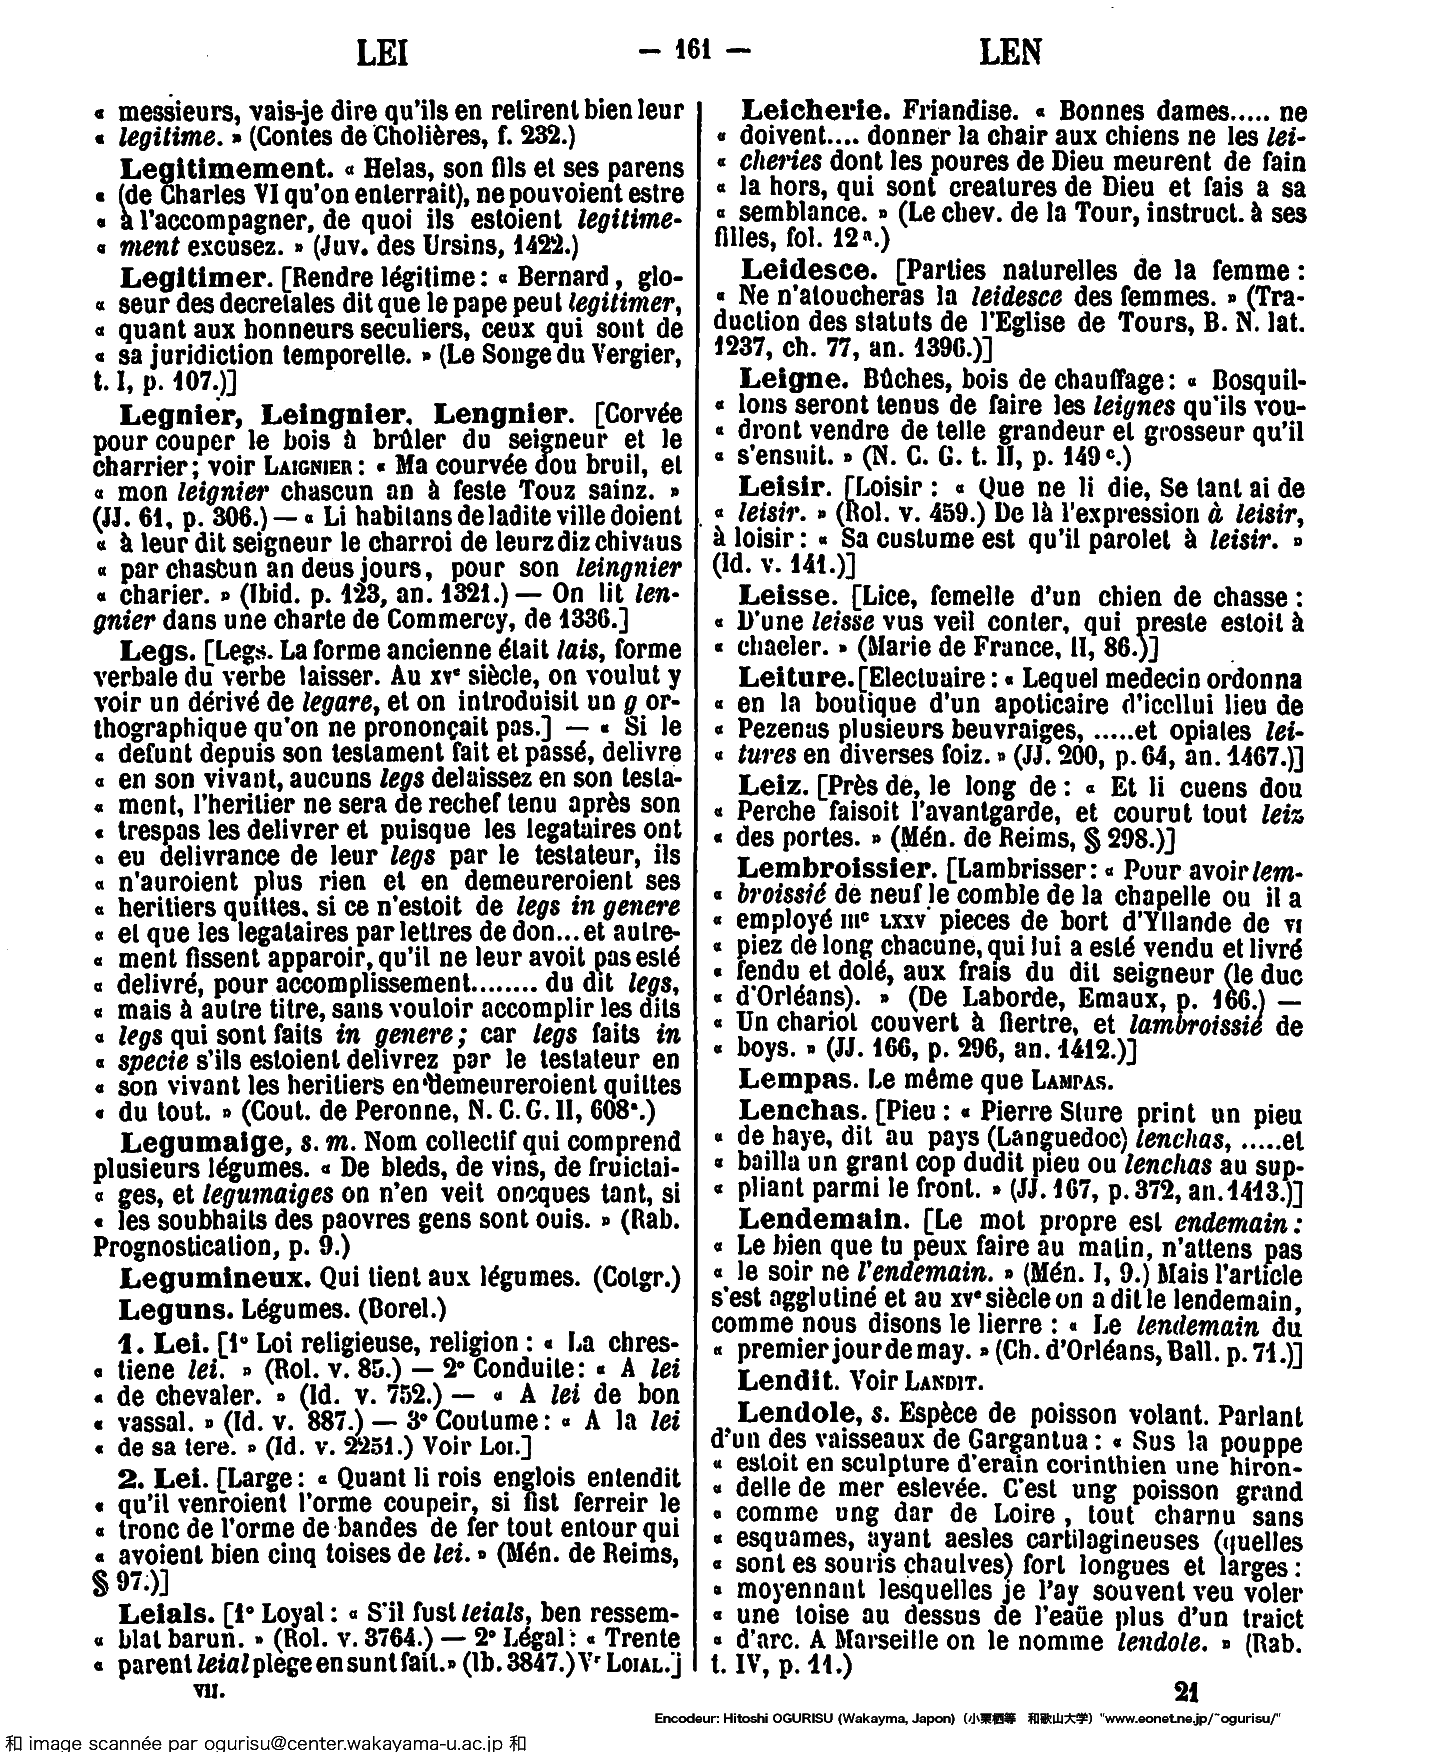 LEI
— 161 —
LEN
« messieurs, vais-je dire qu'ils en retirent bien leur
« legitime. » (Contes de Cholières, f. 232.)
Legitimement. « Helas, son fils et ses parens
« (de Charles VI qu'on enterrait), ne pouvoient estre
« à l'accompagner, de quoi ils estoient legitime-
« ment excusez. » (Juv. des Ursins, 1422.)
Legitimer. [Rendre légitime : « Bernard, glo-
« seur des decretales dit que le pape peut legitimer,
« quant aux honneurs seculiers, ceux qui sont de
« sa juridiction temporelle. » (Le Songe du Vergier,
t. I, p. 107.)]
Legnier, Leingnier, Lengnier. [Corvée
pour couper le bois à brûler du seigneur et le
charrier ; voir LAIGNIER : « Ma courvée dou bruil, et
« mon leignier chascun an à feste Touz sainz. »
(JJ. 61, p. 306.) — « Li habitans de ladite ville doient
« à leur dit seigneur le charroi de leurz diz chivaus
« par chascun an deus jours, pour son leingnier
« charier. » (Ibid. p. 123, an. 1321.) — On lit len-
gnier dans une charte de Commercy, de 1336.]
Legs. [Legs. La forme ancienne était lais, forme
verbale du verbe laisser. Au XVe siècle, on voulut y
voir un dérivé de legare, et on introduisit un g or-
thographique qu'on ne prononçait pas.] — « Si le
« defunt depuis son testament fait et passé, delivre
« en son vivant, aucuns legs delaissez en son testa-
« ment, l'heritier ne sera de rechef tenu après son
« trespas les delivrer et puisque les legataires ont
« eu delivrance de leur legs par le testateur, ils
« n'auroient plus rien et en demeureroient ses
« heritiers quittes, si ce n'estoit de legs in genere
« et que les legataires par lettres de don... et autre-
« ment fissent apparoir, qu'il ne leur avoit pas esté
« delivré, pour accomplissement........ du dit legs,
« mais à autre titre, sans vouloir accomplir les dits
« legs qui sont faits in genere ; car legs faits in
« specie s'ils estoient delivrez par le testateur en
« son vivant les heritiers en demeureroient quittes
« du tout. » (Cout. de Peronne, N. C. G. II, 608a.)
Legumaige, s. m. Nom collectif qui comprend
plusieurs légumes. « De bleds, de vins, de fruictai-
« ges, et legumaiges on n'en veit oncques tant, si
« les soubhaits des paovres gens sont ouis. » (Rab.
Prognostication, p. 9.)
Legumineux. Qui tient aux légumes. (Cotgr.)
Leguns. Légumes. (Borel.)
1. Lei. [1° Loi religieuse, religion : « La chres-
« tiene lei. » (Rol. v. 85.) — 2° Conduite : « A lei
« de chevaler. » (Id. v. 752.) — « A lei de bon
« vassal. » (Id. v. 887.) — 3° Coutume : « A la lei
« de sa tere. » (Id. v. 2251.) Voir LOI.]
2. Lei. [Large : « Quant li rois englois entendit
« qu'il venroient l'orme coupeir, si fist ferreir le
« tronc de l'orme de bandes de fer tout entour qui
« avoient bien cinq toises de lei. » (Mén. de Reims,
§ 97.)]
Leials. [1° Loyal : « S'il fust leials, ben ressem-
« blat barun. » (Rol. v. 3764.) — 2° Légal : « Trente
« parent leial plege en sunt fait. » (Ib. 3847.) Vr LOIAL.]
VII.
Leicherie. Friandise. « Bonnes dames..... ne
« doivent.... donner la chair aux chiens ne les lei-
« cheries dont les poures de Dieu meurent de fain
« la hors, qui sont creatures de Dieu et fais a sa
« semblance. » (Le chev. de la Tour, instruct. à ses
filles, fol. 12a.)
Leidesce. [Parties naturelles de la femme :
« Ne n'atoucheras la leidesce des femmes. » (Tra-
duction des statuts de l'Eglise de Tours, B. N. lat.
1237, ch. 77, an. 1396.)]
Leigne. Bûches, bois de chauffage : « Bosquil-
« lons seront tenus de faire les leignes qu'ils vou-
« dront vendre de telle grandeur et grosseur qu'il
« s'ensuit. » (N. C. G. t. II, p. 149c.)
Leisir. [Loisir : « Que ne li die, Se tant ai de
« leisir. » (Rol. v. 459.) De là l'expression à leisir,
à loisir : « Sa custume est qu'il parolet à leisir. »
(Id. v. 141.)]
Leisse. [Lice, femelle d'un chien de chasse :
« D'une leisse vus veil conter, qui preste estoit à
« chaeler. » (Marie de France, II, 86.)]
Leiture. [Electuaire : « Lequel medecin ordonna
« en la boutique d'un apoticaire d'icellui lieu de
« Pezenas plusieurs beuvraiges, .....et opiates lei-
« tures en diverses foiz. » (JJ. 200, p. 64, an. 1467.)]
Leiz. [Près de, le long de : « Et li cuens dou
« Perche faisoit l'avantgarde, et courut tout leiz
« des portes. » (Mén. de Reims, § 298.)]
Lembroissier. [Lambrisser : « Pour avoir lem-
« broissié de neuf le comble de la chapelle ou il a
« employé IIIc LXXV pieces de bort d'Yllande de VI
« piez de long chacune, qui lui a esté vendu et livré
« fendu et dolé, aux frais du dit seigneur (le duc
« d'Orléans). » (De Laborde, Emaux, p. 166.) —
« Un chariot couvert à fiertre, et lambroissié de
« boys. » (JJ. 166, p. 296, an. 1412.)]
Lempas. Le même que LAMPAS.
Lenchas. [Pieu : « Pierre Sture print un pieu
« de haye, dit au pays (Languedoc) lenchas, .....et
« bailla un grant cop dudit pieu ou lenchas au sup-
« pliant parmi le front. » (JJ. 167, p. 372, an. 1413.)]
Lendemain. [Le mot propre est endemain :
« Le bien que tu peux faire au matin, n'attens pas
« le soir ne l'endemain. » (Mén. I, 9.) Mais l'article
s'est agglutiné et au XVe siècle on a dit le lendemain,
comme nous disons le lierre : « Le lendemain du
« premier jour de may. » (Ch. d'Orléans, Ball. p. 71.)]
Lendit. Voir LANDIT.
Lendole, s. Espèce de poisson volant. Parlant
d'un des vaisseaux de Gargantua : « Sus la pouppe
« estoit en sculpture d'erain corinthien une hiron-
« delle de mer eslevée. C'est ung poisson grand
« comme ung dar de Loire, tout charnu sans
« esquames, ayant aesles cartilagineuses (quelles
« sont es souris chaulves) fort longues et larges :
« moyennant lesquelles je l'ay souvent veu voler
« une toise au dessus de l'eaüe plus d'un traict
« d'arc. A Marseille on le nomme lendole. » (Rab.
t. IV, p. 11.)
21
Encodeur: Hitoshi OGURISU (Wakayma, Japon) (小栗栖等 和歌山大学) "www.eonet.ne.jp/~ogurisu/"
和 image scannée par ogurisu@center.wakayama-u.ac.jp 和